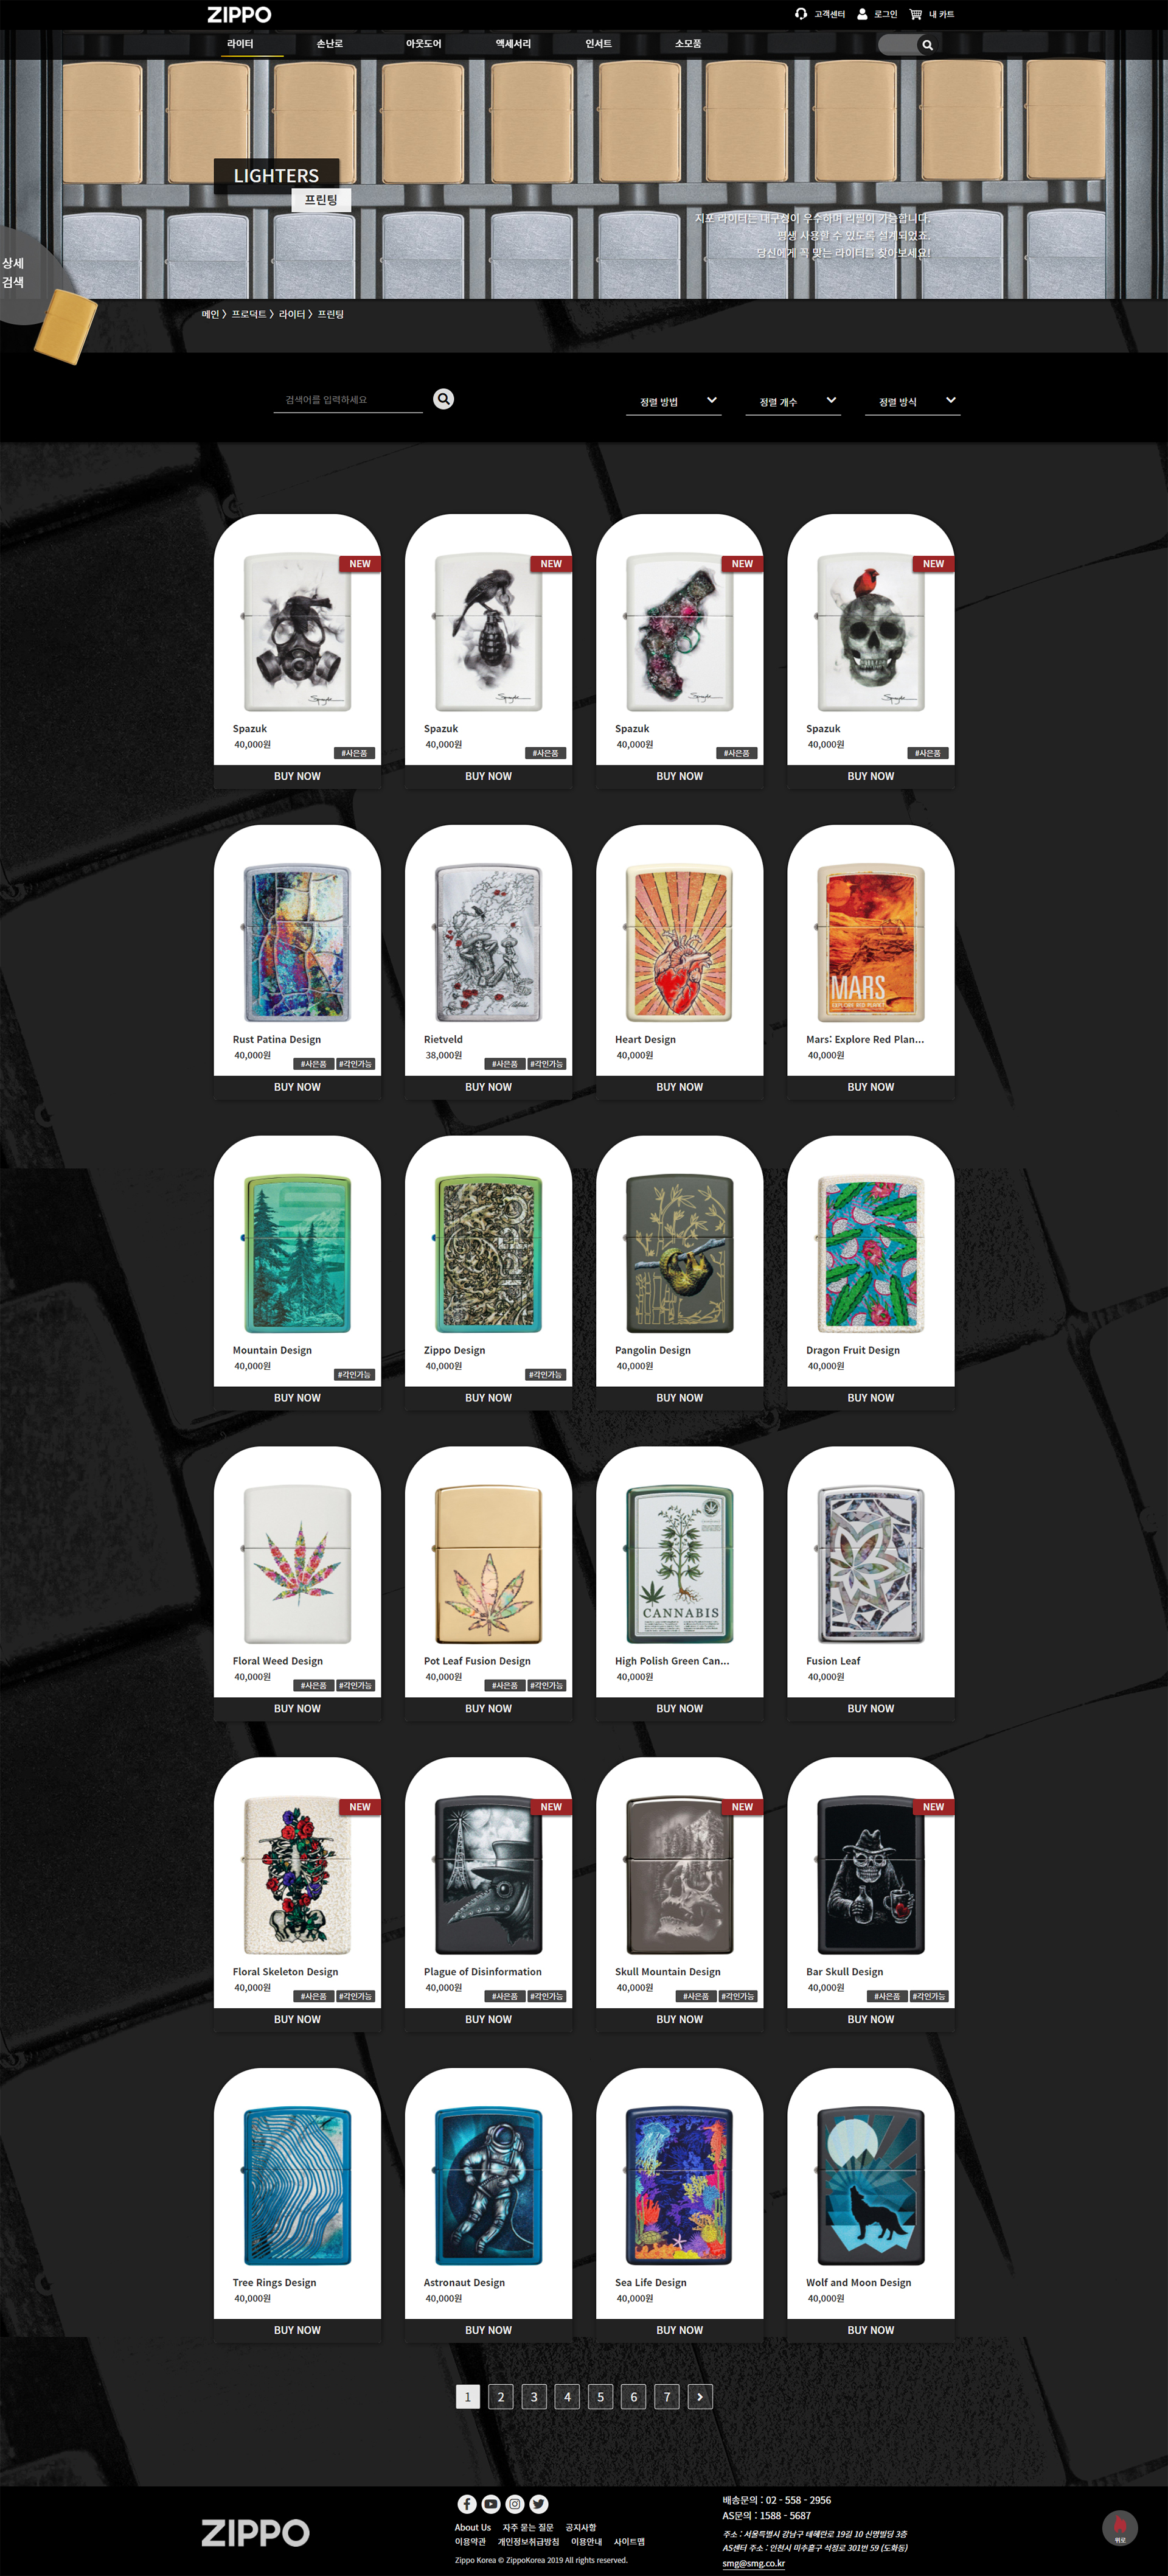 ZIPPO
고객센터 로그인 내 카트
라이터 손난로 아웃도어 액세서리 인서트 소모품
LIGHTERS
프린팅
지포 라이터는 내구성이 우수하며 리필이 가능합니다.
평생 사용할 수 있도록 설계되었죠.
당신에게 꼭 맞는 라이터를 찾아보세요!
상세
검색
메인 > 프로덕트 > 라이터 > 프린팅
검색어를 입력하세요
정렬 방법 정렬 개수 정렬 방식
NEW NEW NEW NEW
Spazuk Spazuk Spazuk Spazuk
40,000원 40,000원 40,000원 40,000원
#사은품 #사은품 #사은품 #사은품
BUY NOW BUY NOW BUY NOW BUY NOW
MARS
EXPLORE RED PLANET
Rust Patina Design Rietveld Heart Design Mars: Explore Red Plan...
40,000원 38,000원 40,000원 40,000원
#사은품 #각인가능 #사은품 #각인가능
BUY NOW BUY NOW BUY NOW BUY NOW
Mountain Design Zippo Design Pangolin Design Dragon Fruit Design
40,000원 40,000원 40,000원 40,000원
#각인가능 #각인가능
BUY NOW BUY NOW BUY NOW BUY NOW
CANNABIS
Floral Weed Design Pot Leaf Fusion Design High Polish Green Can... Fusion Leaf
40,000원 40,000원 40,000원 40,000원
#사은품 #각인가능 #사은품 #각인가능
BUY NOW BUY NOW BUY NOW BUY NOW
NEW NEW NEW NEW
Floral Skeleton Design Plague of Disinformation Skull Mountain Design Bar Skull Design
40,000원 40,000원 40,000원 40,000원
#사은품 #각인가능 #사은품 #각인가능 #사은품 #각인가능 #사은품 #각인가능
BUY NOW BUY NOW BUY NOW BUY NOW
Tree Rings Design Astronaut Design Sea Life Design Wolf and Moon Design
40,000원 40,000원 40,000원 40,000원
BUY NOW BUY NOW BUY NOW BUY NOW
1 2 3 4 5 6 7 >
ZIPPO
About Us 자주 묻는 질문 공지사항
이용약관 개인정보취급방침 이용안내 사이트맵
Zippo Korea © ZippoKorea 2019 All rights reserved.
배송문의 : 02 - 558 - 2956
AS문의 : 1588 - 5687
주소 : 서울특별시 강남구 테헤란로 19길 10 신명빌딩 3층
AS센터 주소 : 인천시 미추홀구 석정로 301번 59 (도화동)
smg@smg.co.kr
위로